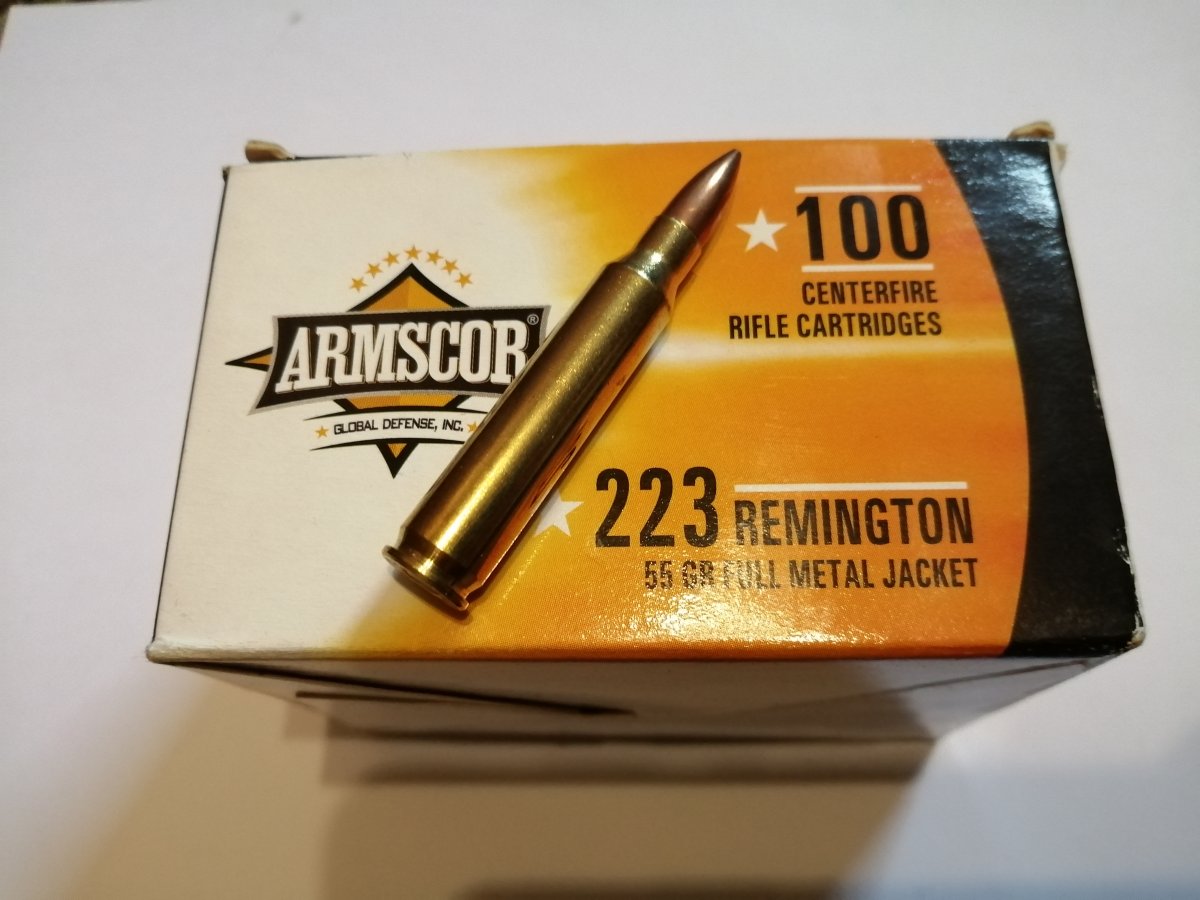 ARMSCOR®
GLOBAL DEFENSE, INC.
100
CENTERFIRE
RIFLE CARTRIDGES
223 REMINGTON
55 GR FULL METAL JACKET